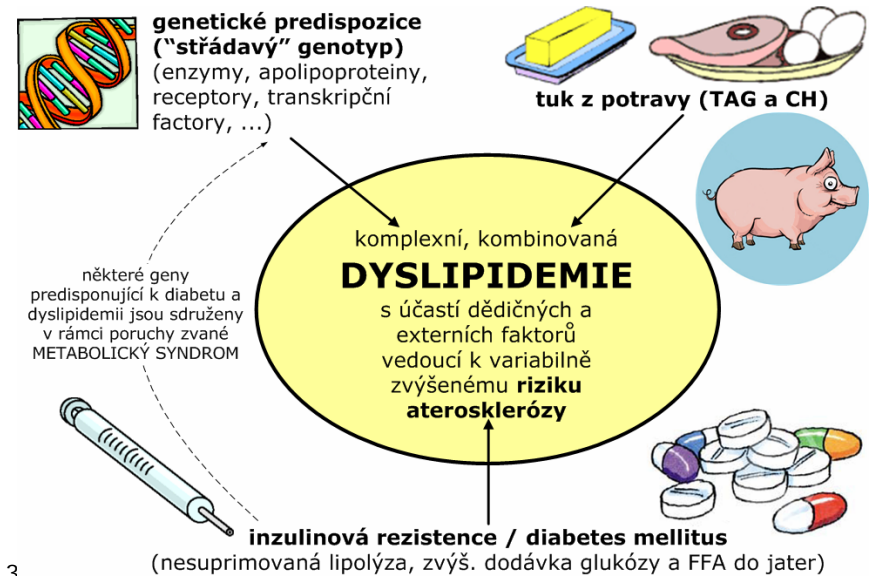 genetické predispozice
("střádavý" genotyp)
(enzymy, apolipoproteiny,
receptory, transkripční
factory, ...)
tuk z potravy (TAG a CH)
komplexní, kombinovaná
DYSLIPIDEMIE
s účastí dědičných a
externích faktorů
vedoucí k variabilně
zvýšenému riziku
aterosklerózy
některé geny
predisponující k diabetu a
dyslipidemii jsou sdruženy
v rámci poruchy zvané
METABOLICKÝ SYNDROM
inzulinová rezistence / diabetes mellitus
(nesuprimovaná lipolýza, zvýš. dodávka glukózy a FFA do jater)
3